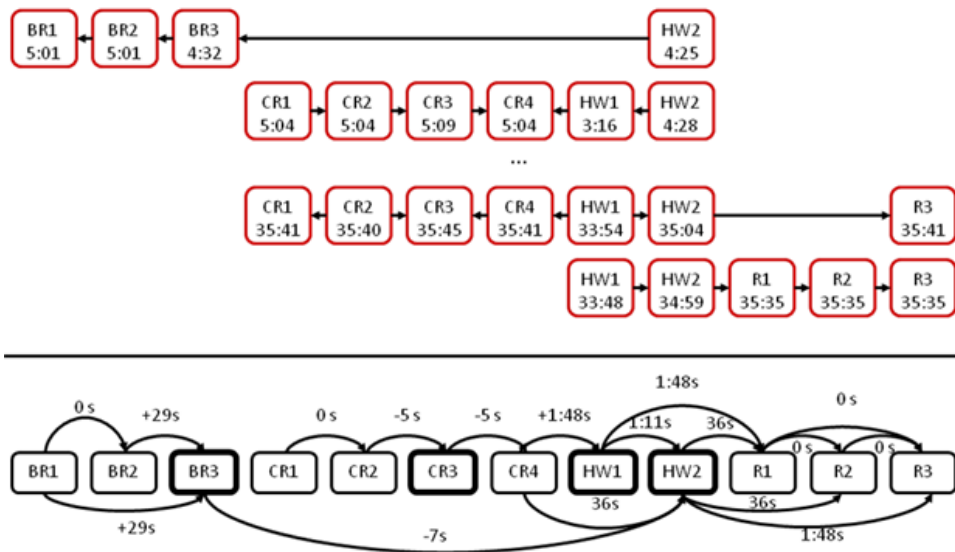 BR1 BR2 BR3 HW2
5:01 5:01 4:32 4:25
CR1 CR2 CR3 CR4 HW1 HW2
5:04 5:04 5:09 5:04 3:16 4:28
...
CR1 CR2 CR3 CR4 HW1 HW2 R3
35:41 35:40 35:45 35:41 33:54 35:04 35:41
HW1 HW2 R1 R2 R3
33:48 34:59 35:35 35:35 35:35
1:48s 0 s
0 s +29s 0 s -5s -5s +1:48s 1:11s 36s
0 s 0 s
BR1 BR2 BR3 CR1 CR2 CR3 CR4 HW1 HW2 R1 R2 R3
+29s 36s 36s
-7s 1:48s